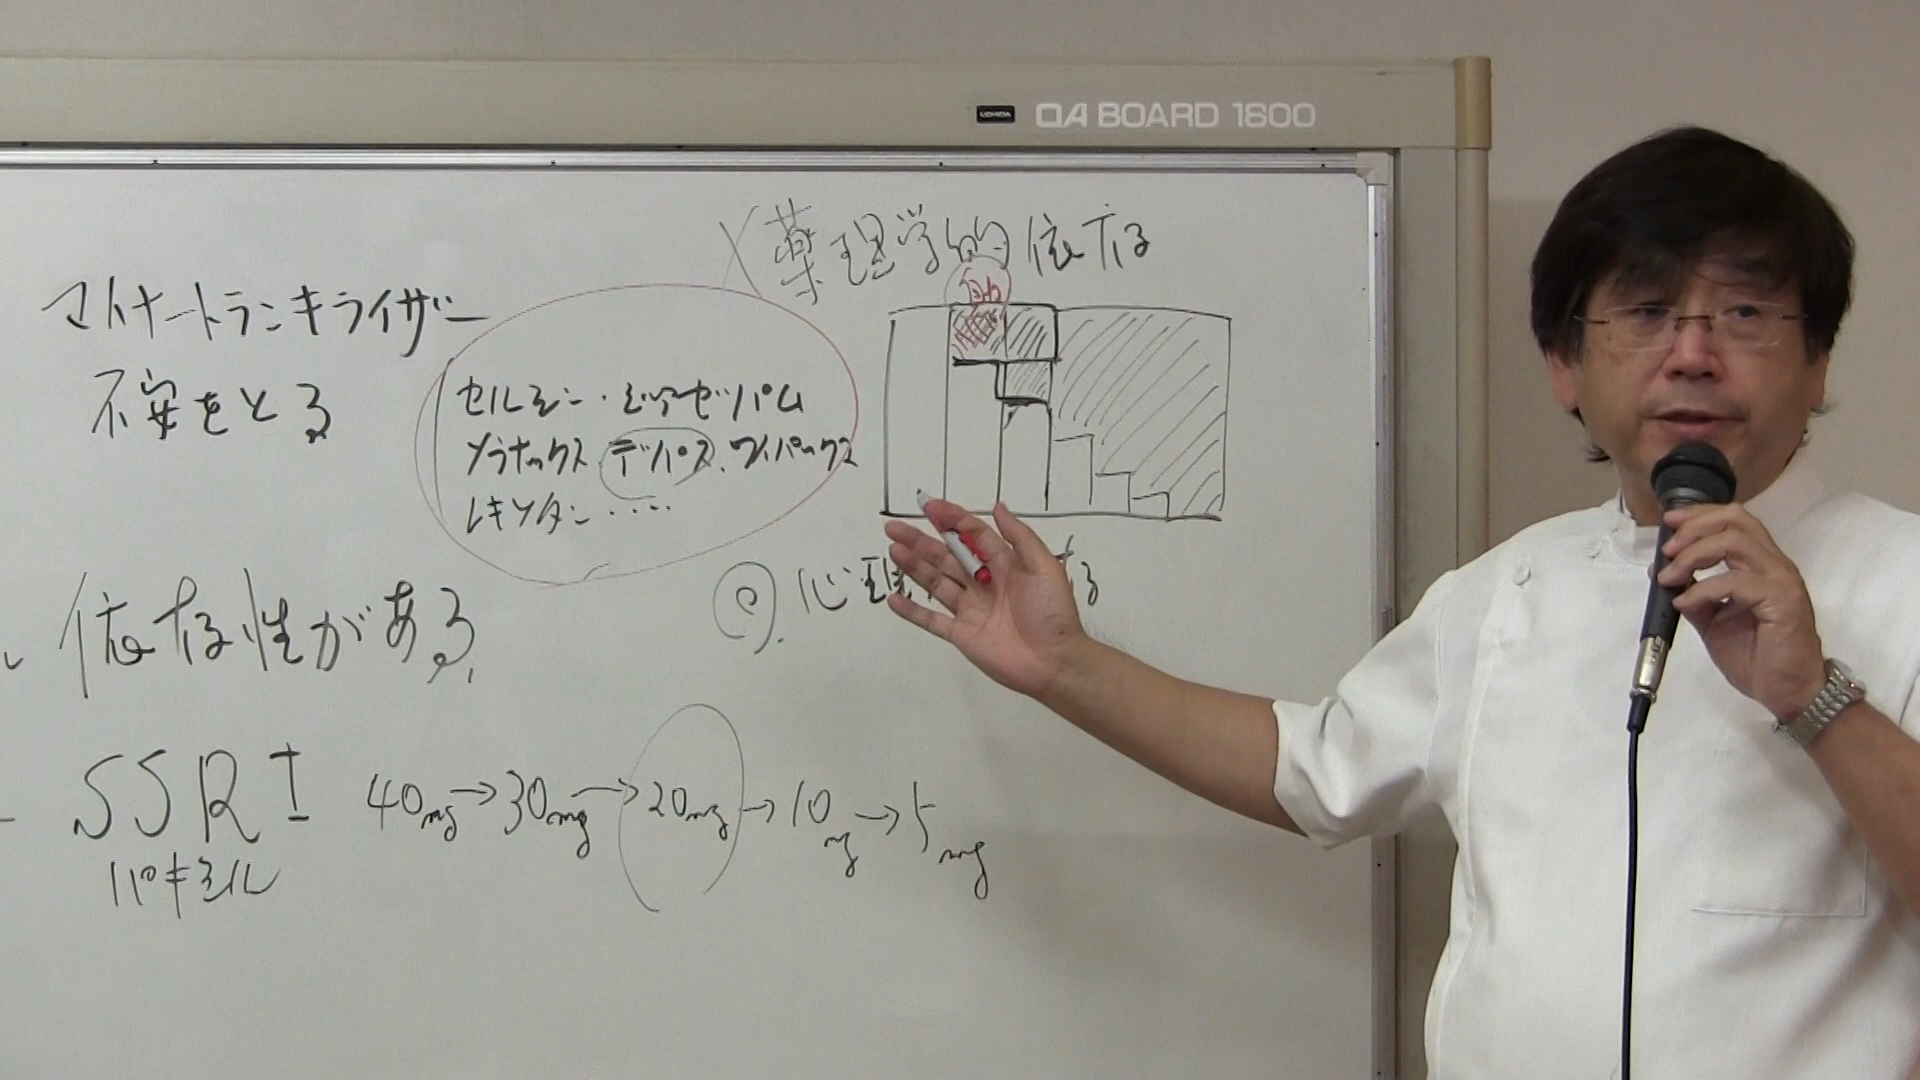 UCHIDA OA BOARD 1600
薬理学的依存
マイナートランキライザー
不安をとる
セルシン・ジアゼパム
ソラナックス デパス、ワイパックス
レキソタン・・・・
依存性がある
心理
存
SSRI 40mg→30mg→20mg→10mg→5mg
パキシル